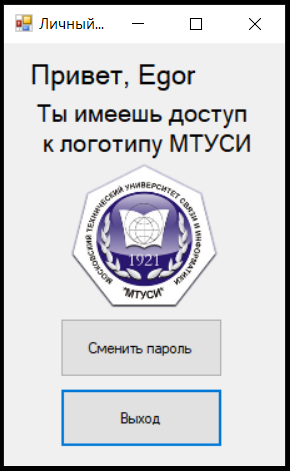 Личный...
Привет, Egor
Ты имеешь доступ
к логотипу МТУСИ
МОСКОВСКИЙ ТЕХНИЧЕСКИЙ УНИВЕРСИТЕТ СВЯЗИ И ИНФОРМАТИКИ
1921
"МТУСИ"
Сменить пароль
Выход